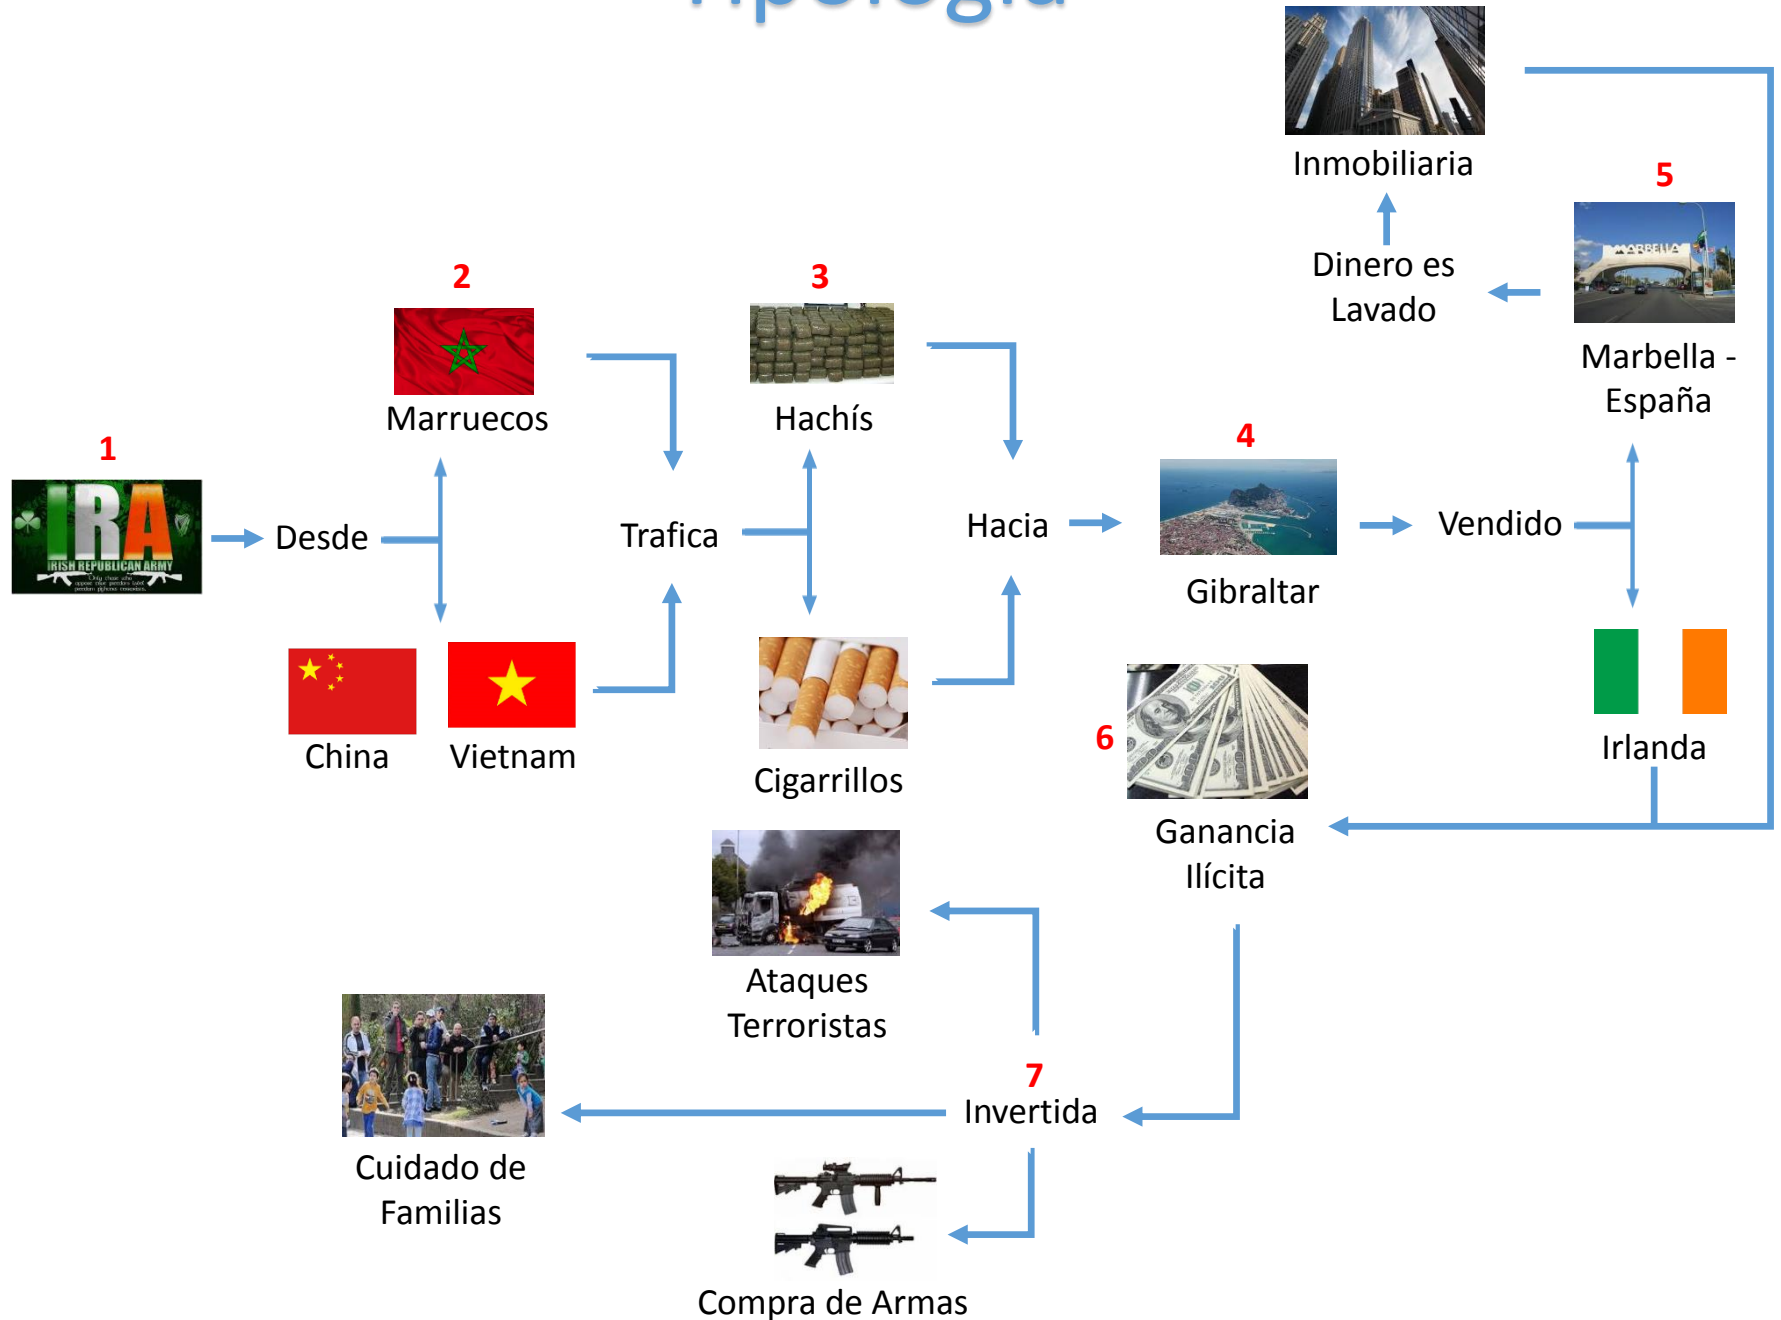 Tipología
Inmobiliaria
5
MARBELLA
Dinero es
Lavado
Marbella -
España
2
3
Marruecos
Hachís
1
4
IRA
IRISH REPUBLICAN ARMY
Desde
Trafica
Hacia
Vendido
Gibraltar
China
Vietnam
Cigarrillos
6
Irlanda
Ganancia
Ilícita
Ataques
Terroristas
7
Invertida
Cuidado de
Familias
Compra de Armas